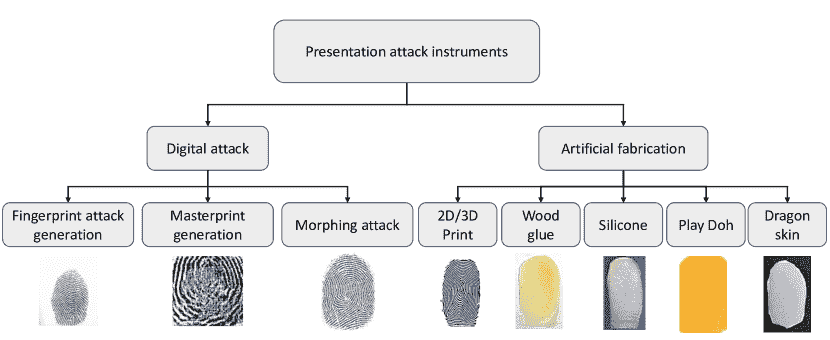 Presentation attack instruments
Digital attack
Artificial fabrication
Fingerprint attack
generation
Masterprint
generation
Morphing attack
2D/3D
Print
Wood
glue
Silicone
Play Doh
Dragon
skin